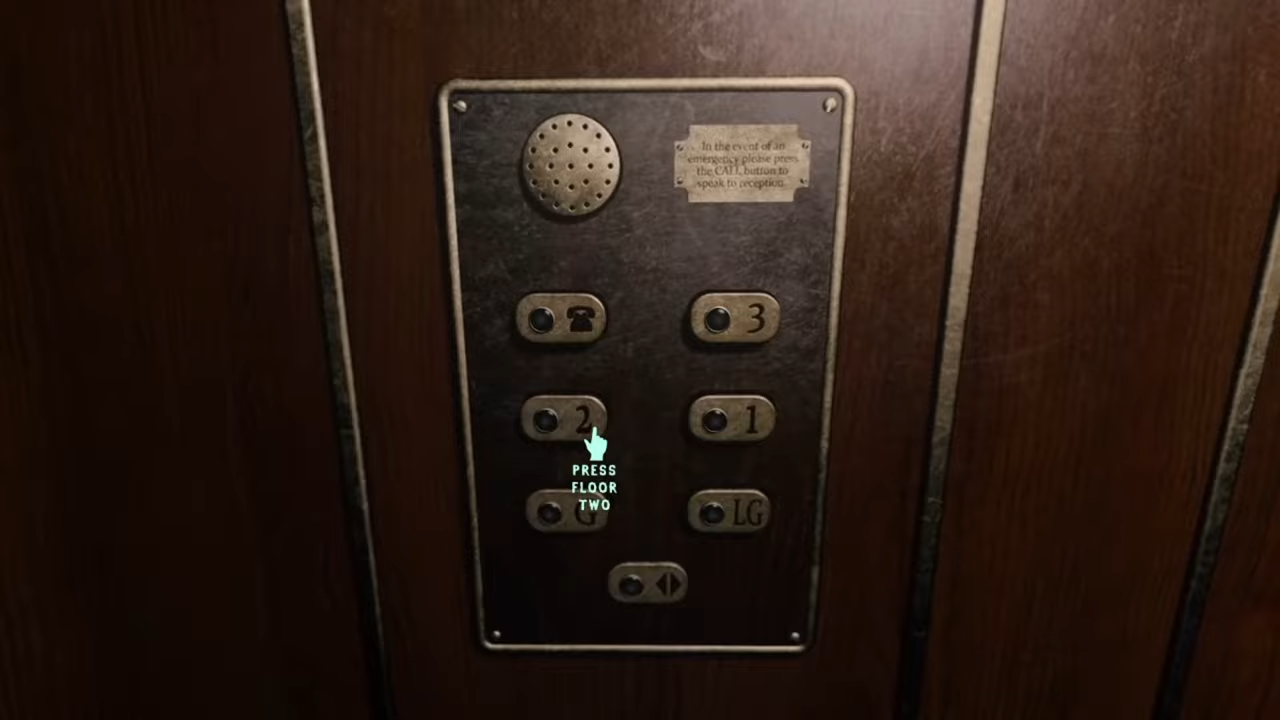 In the event of an
emergency please press
the CALL button to
speak to reception.
3
2
1
PRESS
FLOOR
TWO
G
LG